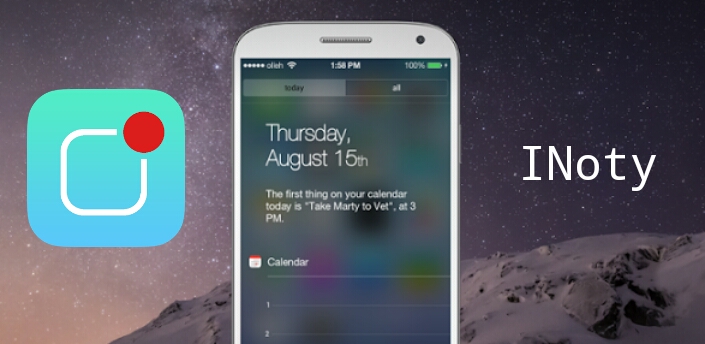 olleh 1:58 PM 100%
today all
Thursday,
August 15th
The first thing on your calendar
today is "Take Marty to Vet", at 3
PM.
Calendar
1
2
INoty